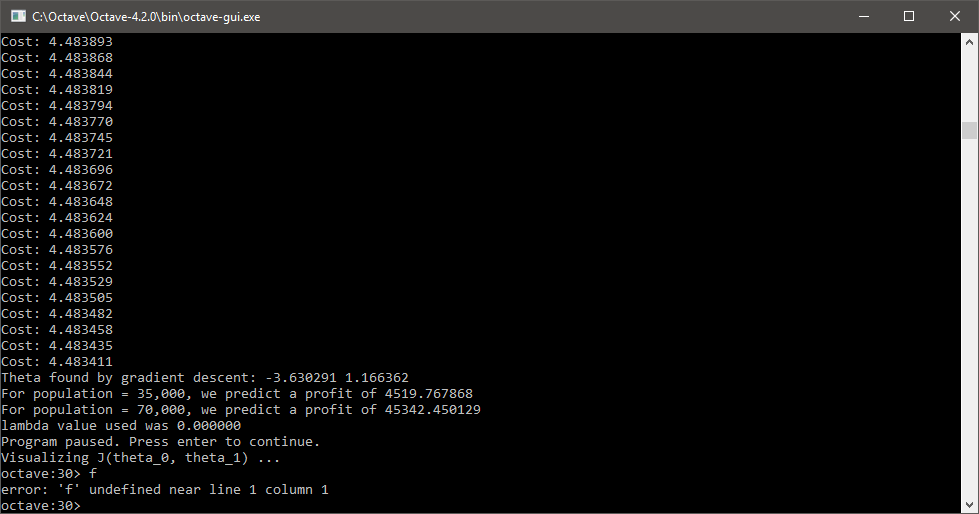 C:\Octave\Octave-4.2.0\bin\octave-gui.exe
Cost: 4.483893
Cost: 4.483868
Cost: 4.483844
Cost: 4.483819
Cost: 4.483794
Cost: 4.483770
Cost: 4.483745
Cost: 4.483721
Cost: 4.483696
Cost: 4.483672
Cost: 4.483648
Cost: 4.483624
Cost: 4.483600
Cost: 4.483576
Cost: 4.483552
Cost: 4.483529
Cost: 4.483505
Cost: 4.483482
Cost: 4.483458
Cost: 4.483435
Cost: 4.483411
Theta found by gradient descent: -3.630291 1.166362
For population = 35,000, we predict a profit of 4519.767868
For population = 70,000, we predict a profit of 45342.450129
lambda value used was 0.000000
Program paused. Press enter to continue.
Visualizing J(theta_0, theta_1) ...
octave:30> f
error: 'f' undefined near line 1 column 1
octave:30>